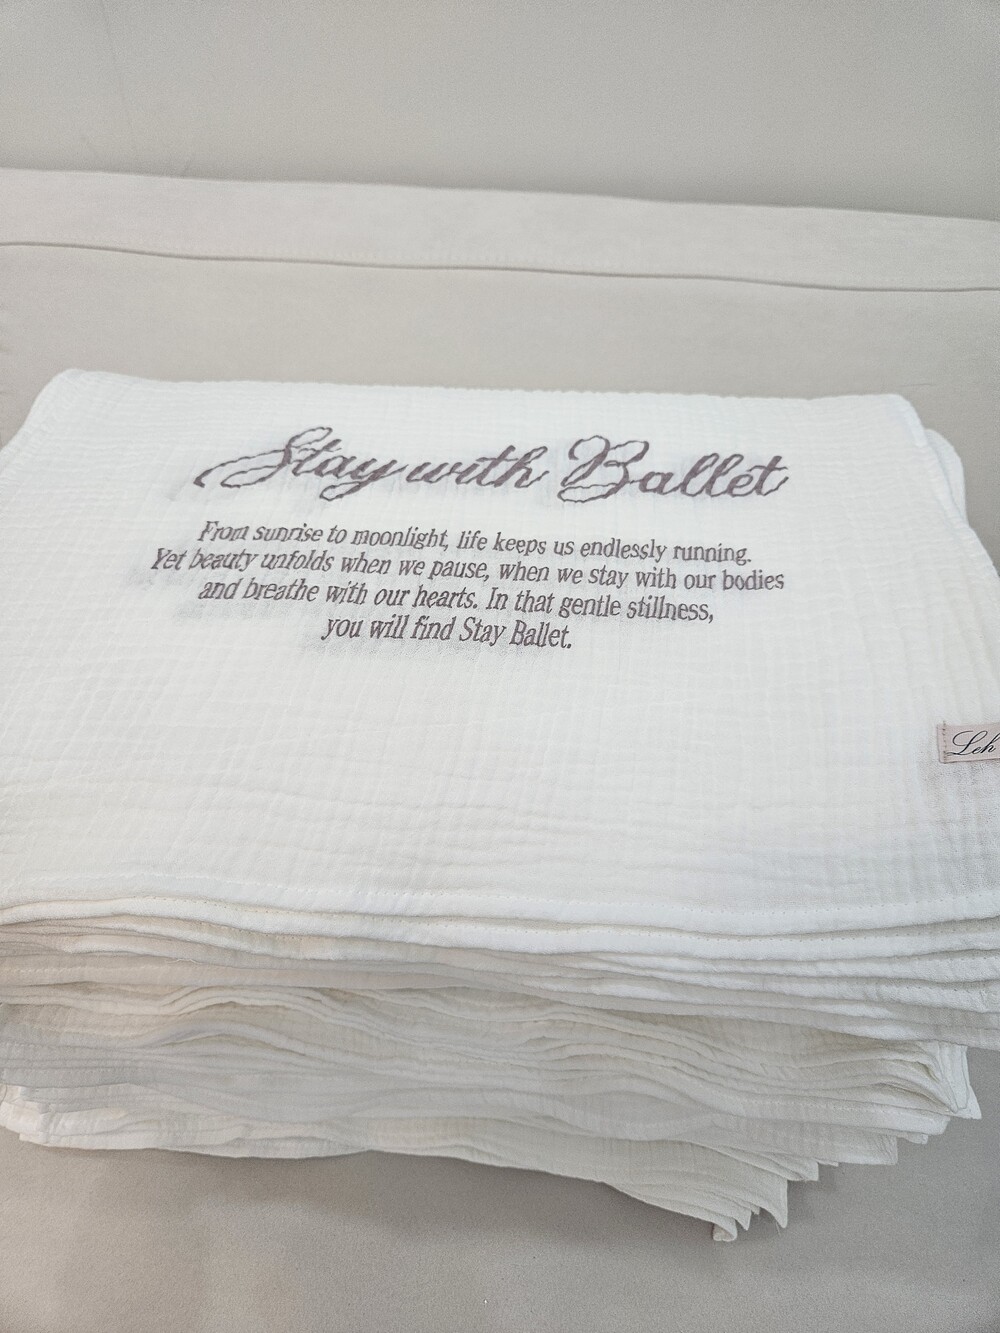 Stay with Ballet
From sunrise to moonlight, life keeps us endlessly running.
Yet beauty unfolds when we pause, when we stay with our bodies
and breathe with our hearts. In that gentle stillness,
you will find Stay Ballet.
Leh